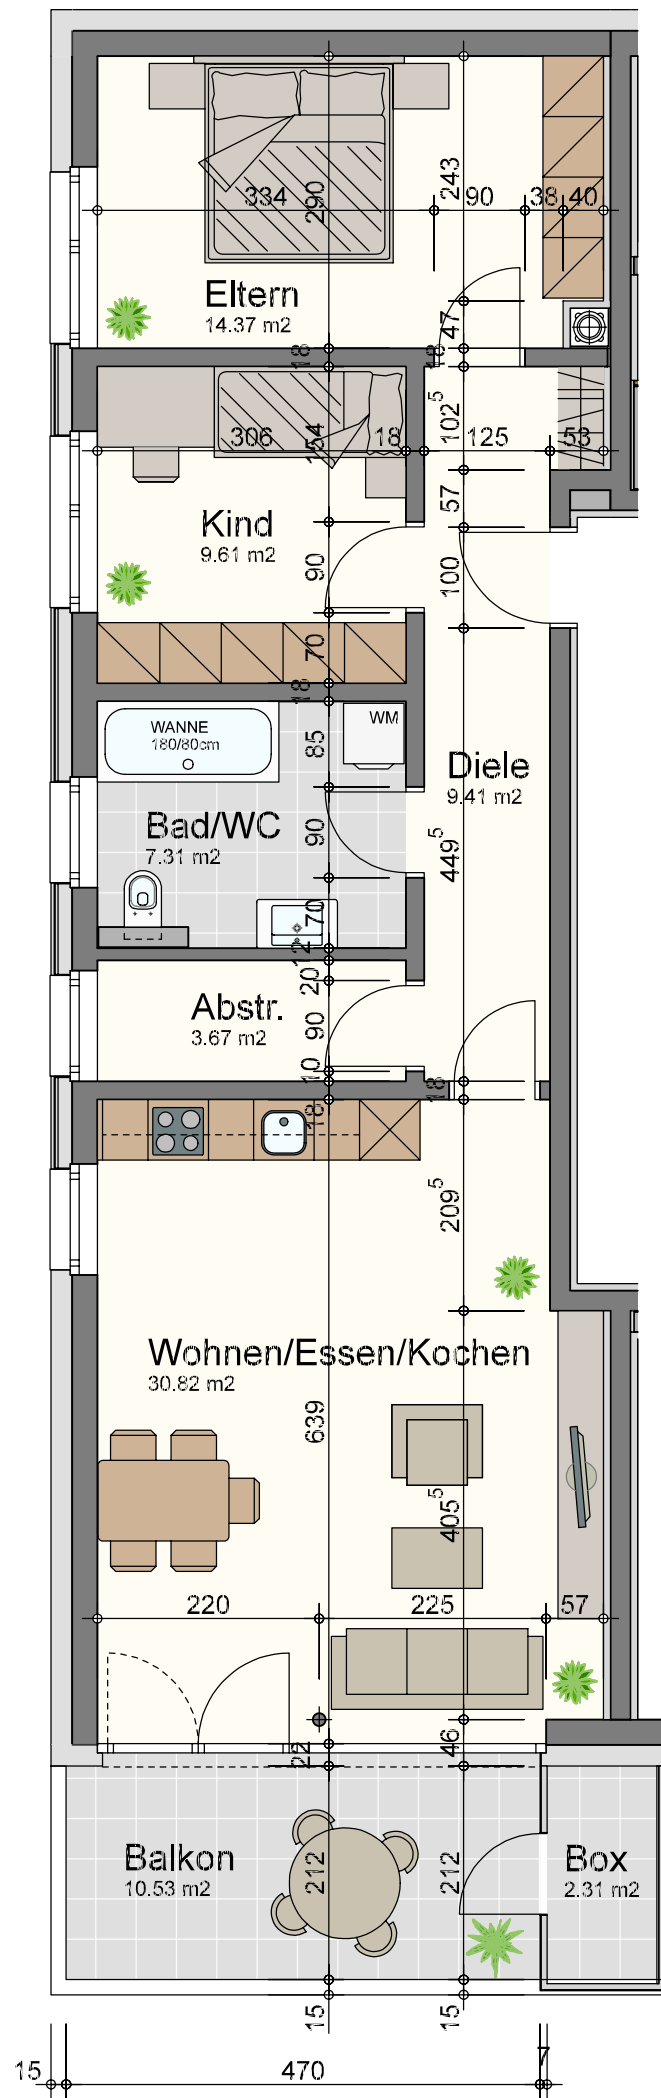 243
290
334
90
38
40
Eltern
14.37 m2
47
18
18
102⁵
306
154
18
125
53
57
Kind
9.61 m2
90
100
70
18
WANNE
180/80cm
WM
85
Diele
9.41 m2
Bad/WC
7.31 m2
90
449⁵
70
12
20
Abstr.
3.67 m2
90
10
18
18
209⁵
Wohnen/Essen/Kochen
30.82 m2
639
405⁵
220
225
57
22
46
Balkon
10.53 m2
212
212
Box
2.31 m2
15
15
15
470
7